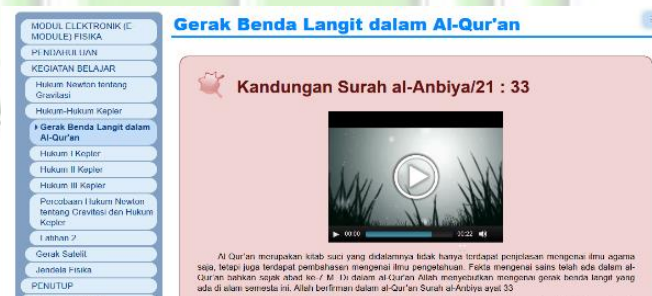 MODUL ELEKTRONIK (E
MODULE) FISIKA
PENDAHULUAN
KEGIATAN BELAJAR
Hukum Newton tentang
Gravitasi
Hukum-Hukum Kepler
Gerak Benda Langit dalam
Al-Qur'an
Hukum I Kepler
Hukum II Kepler
Hukum III Kepler
Percobaan Hukum Newton
tentang Gravitasi dan Hukum
Kepler
Latihan 2
Gerak Satelit
Jendela Fisika
PENUTUP
Gerak Benda Langit dalam Al-Qur'an
Kandungan Surah al-Anbiya/21 : 33
00:00 00:22
Al Qur'an merupakan kitab suci yang didalamnya tidak hanya terdapat penjelasan mengenai ilmu agama
saja, tetapi juga terdapat pembahasan mengenai ilmu pengetahuan. Fakta mengenai sains telah ada dalam al-
Qur'an bahkan sejak abad ke-7 M. Di dalam al-Qur'an Allah menyebutkan mengenai gerak benda langit yang
ada di alam semesta ini. Allah berfirman dalam al-Qur'an Surah al-Anbiya ayat 33